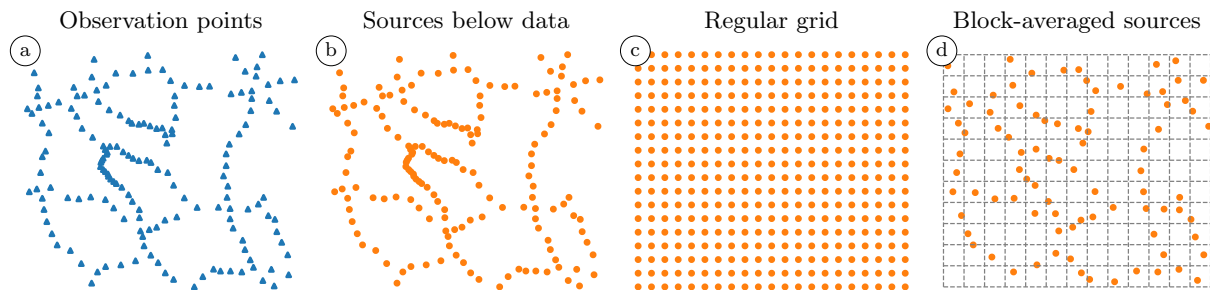 Observation points
Sources below data
Regular grid
Block-averaged sources
a
b
c
d